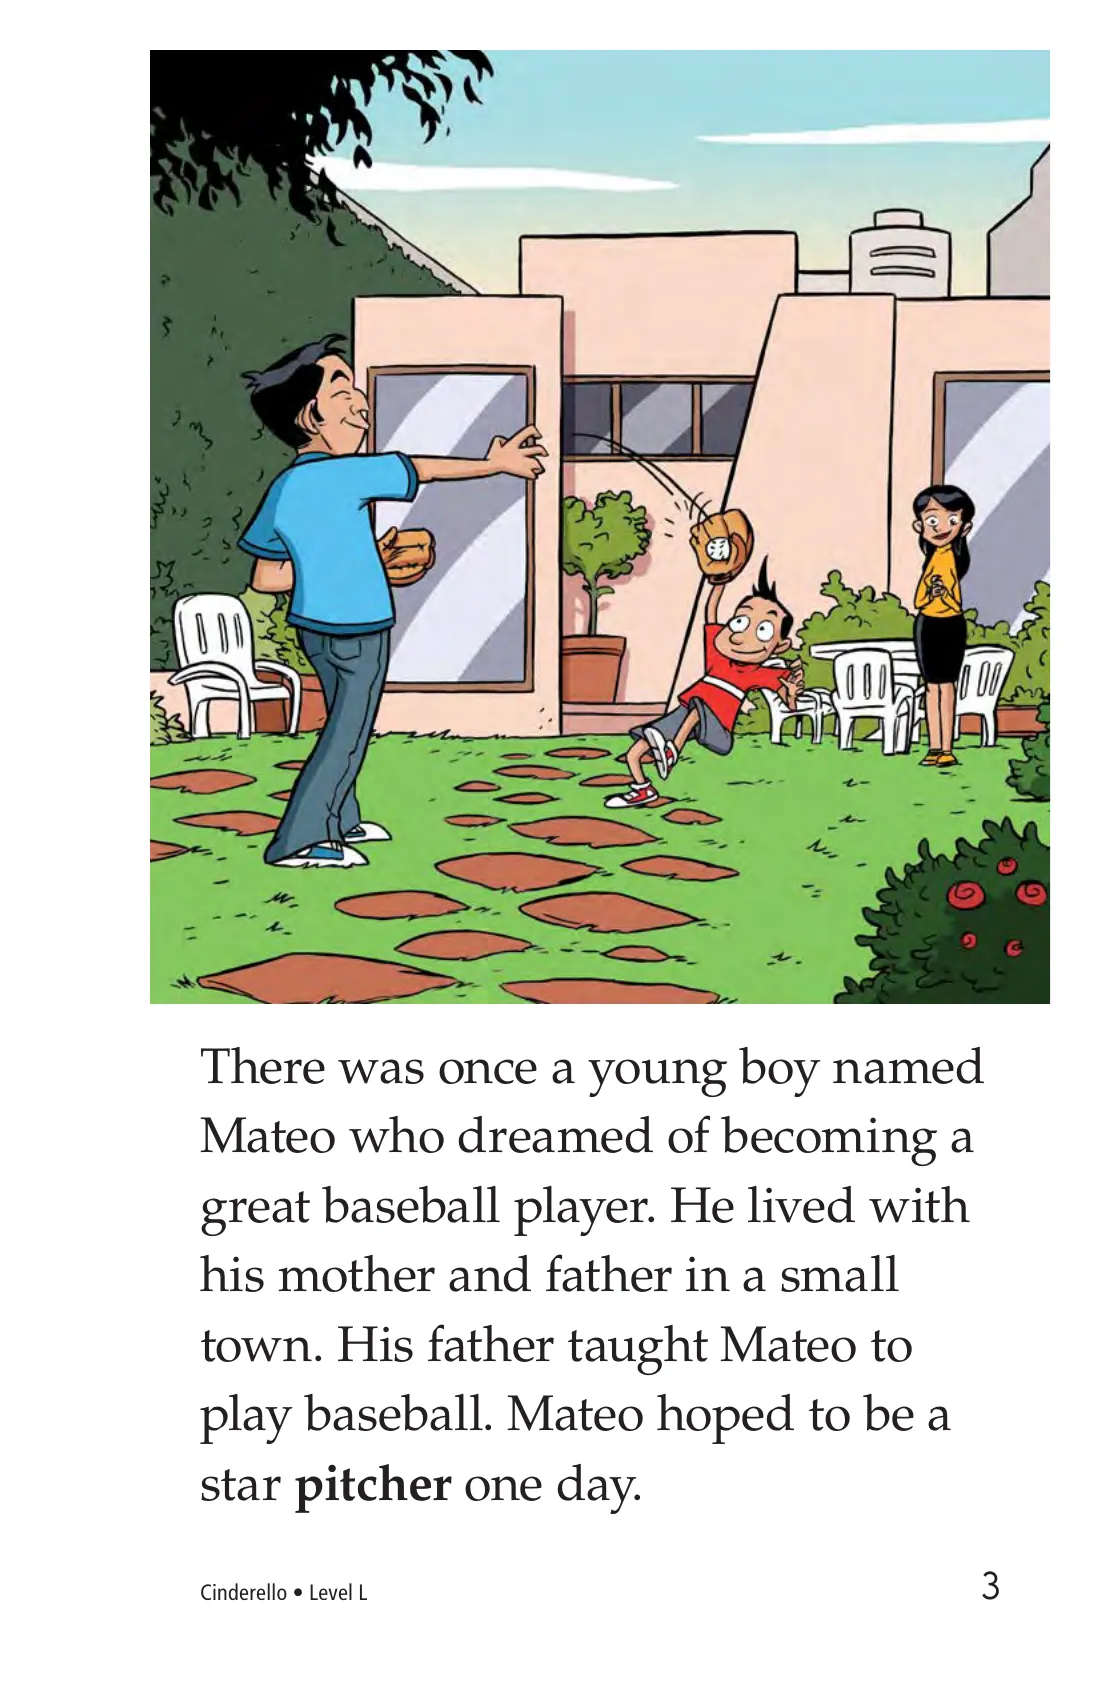 There was once a young boy named
Mateo who dreamed of becoming a
great baseball player. He lived with
his mother and father in a small
town. His father taught Mateo to
play baseball. Mateo hoped to be a
star pitcher one day.
Cinderello • Level L
3